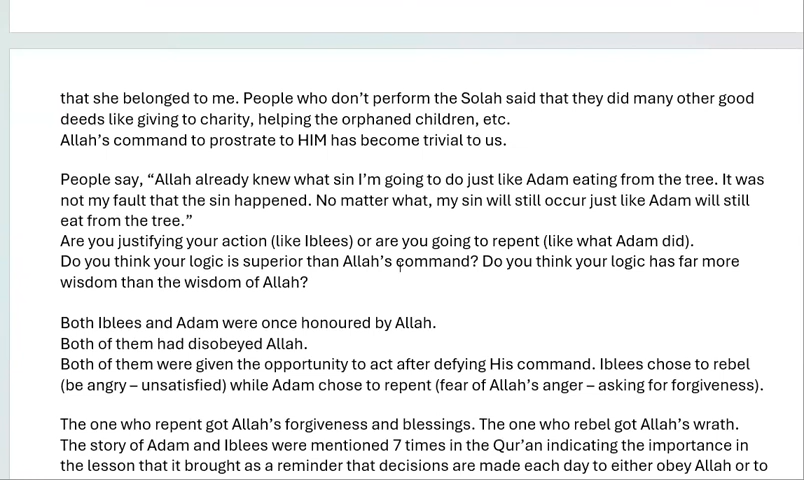 that she belonged to me. People who don’t perform the Solah said that they did many other good
deeds like giving to charity, helping the orphaned children, etc.
Allah’s command to prostrate to HIM has become trivial to us.
People say, “Allah already knew what sin I’m going to do just like Adam eating from the tree. It was
not my fault that the sin happened. No matter what, my sin will still occur just like Adam will still
eat from the tree.”
Are you justifying your action (like Iblees) or are you going to repent (like what Adam did).
Do you think your logic is superior than Allah’s command? Do you think your logic has far more
wisdom than the wisdom of Allah?
Both Iblees and Adam were once honoured by Allah.
Both of them had disobeyed Allah.
Both of them were given the opportunity to act after defying His command. Iblees chose to rebel
(be angry – unsatisfied) while Adam chose to repent (fear of Allah’s anger – asking for forgiveness).
The one who repent got Allah’s forgiveness and blessings. The one who rebel got Allah’s wrath.
The story of Adam and Iblees were mentioned 7 times in the Qur’an indicating the importance in
the lesson that it brought as a reminder that decisions are made each day to either obey Allah or to